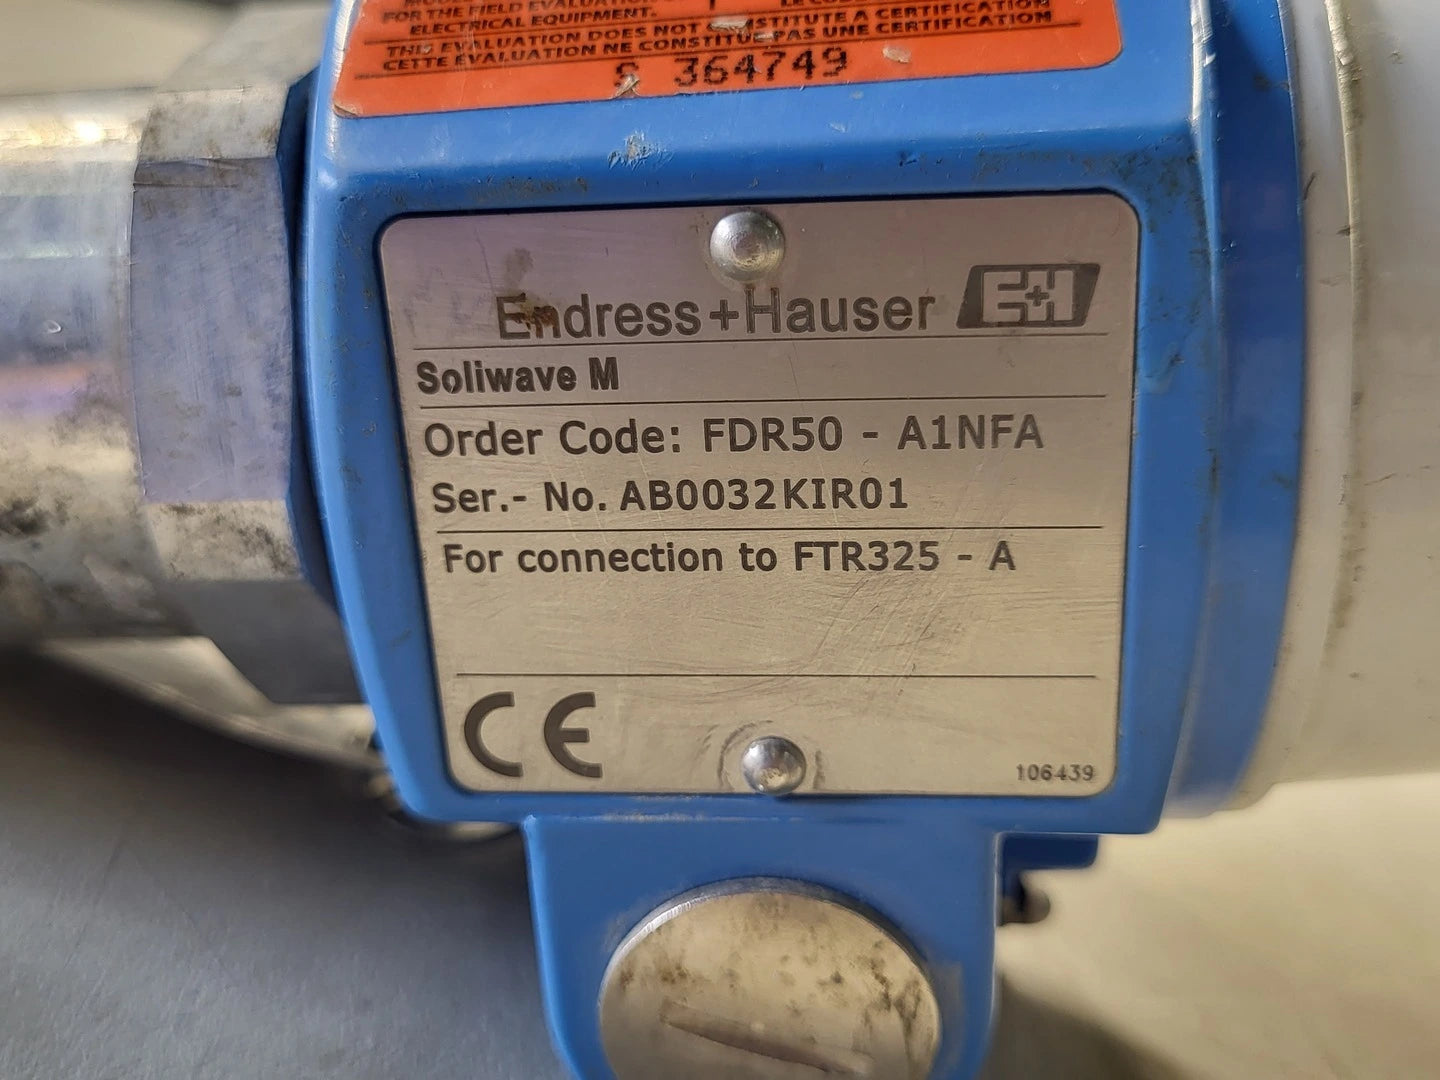 FOR THE FIELD EVALUATION
ELECTRICAL EQUIPMENT.
THIS EVALUATION DOES NOT CONSTITUTE A CERTIFICATION
CETTE EVALUATION NE CONSTITUE PAS UNE CERTIFICATION
S 364749
Endress+Hauser E+H
Soliwave M
Order Code: FDR50 - A1NFA
Ser.- No. AB0032KIR01
For connection to FTR325 - A
CE
106439